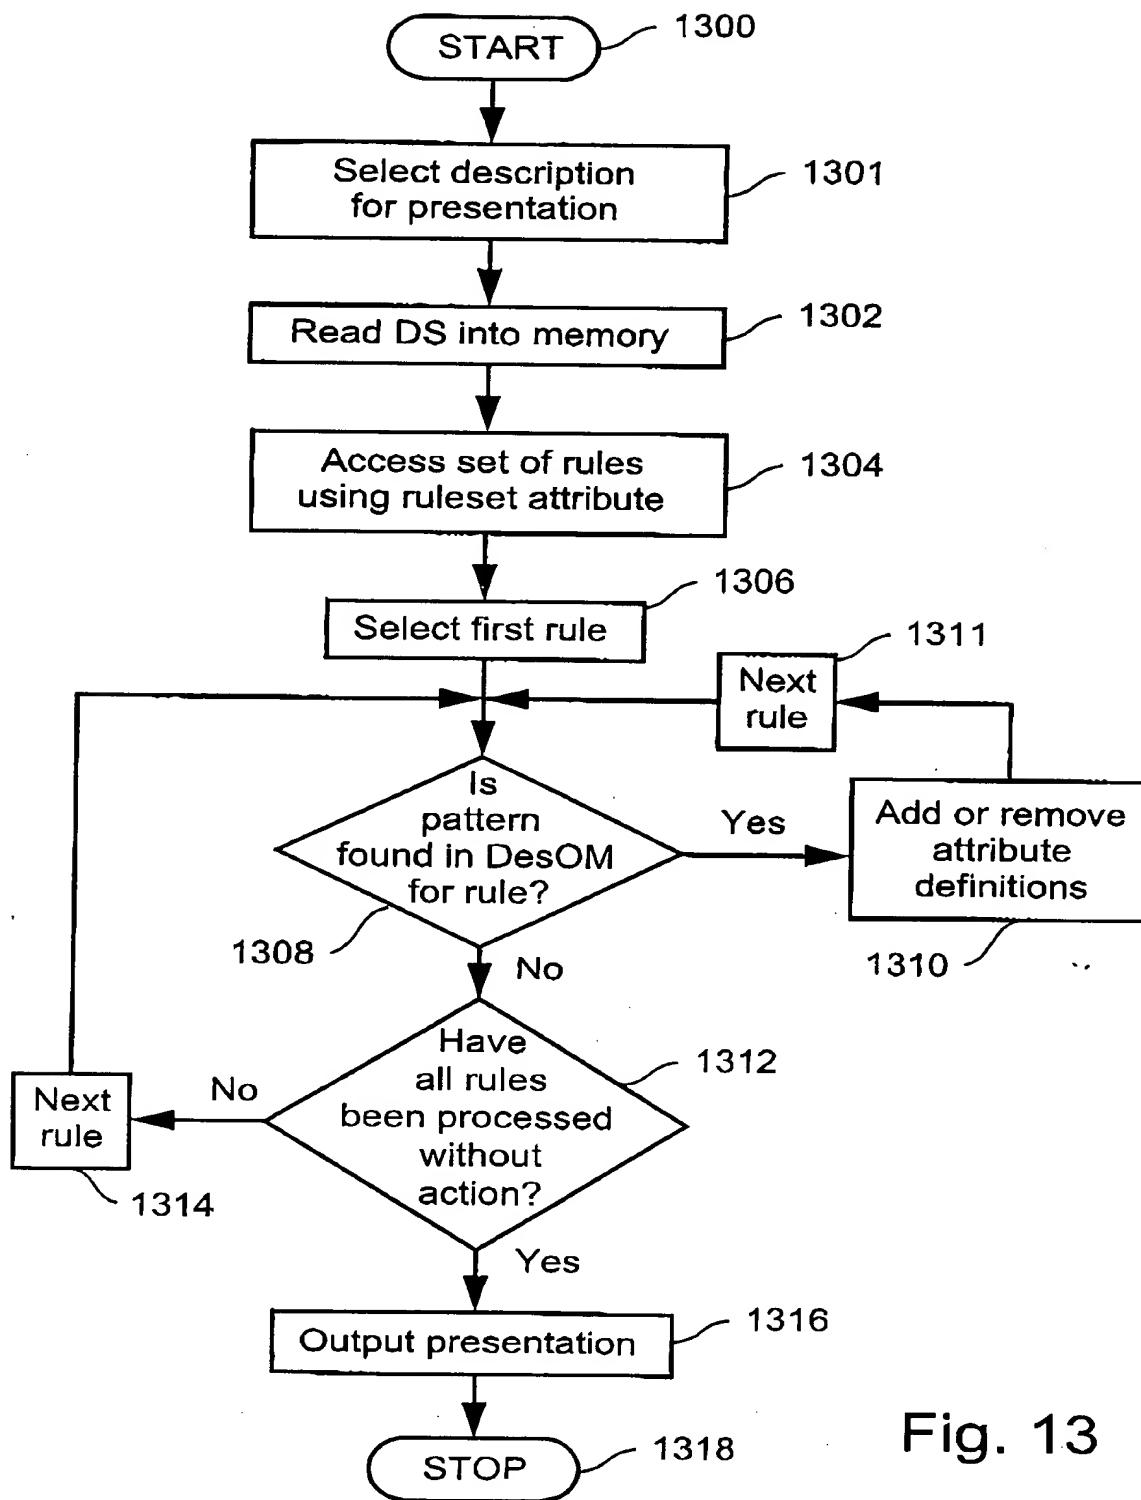 START
1300
Select description
for presentation
1301
Read DS into memory
1302
Access set of rules
using ruleset attribute
1304
Select first rule
1306
Next
rule
1311
Is
pattern
found in DesOM
for rule?
1308
Yes
Add or remove
attribute
definitions
1310
No
Have
all rules
been processed
without
action?
1312
No
Next
rule
1314
Yes
Output presentation
1316
STOP
1318
Fig. 13